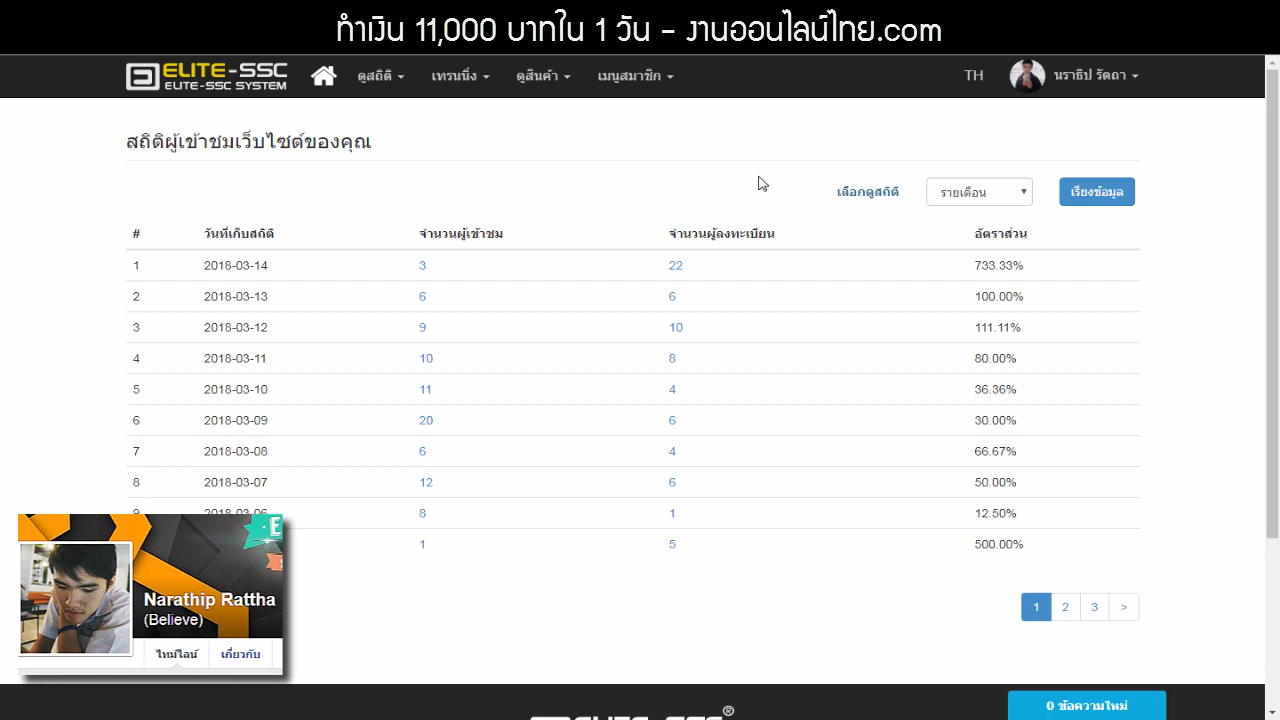 ทำเงิน 11,000 บาทใน 1 วัน - งานออนไลน์ไทย.com
ELITE-SSC
ELITE-SSC SYSTEM
ดูสถิติ เทรนนิ่ง ดูสินค้า เมนูสมาชิก TH นราธิป รัตถา
สถิติผู้เข้าชมเว็บไซต์ของคุณ
เลือกดูสถิติ รายเดือน เรียงข้อมูล
# วันที่เก็บสถิติ จำนวนผู้เข้าชม จำนวนผู้ลงทะเบียน อัตราส่วน
1 2018-03-14 3 22 733.33%
2 2018-03-13 6 6 100.00%
3 2018-03-12 9 10 111.11%
4 2018-03-11 10 8 80.00%
5 2018-03-10 11 4 36.36%
6 2018-03-09 20 6 30.00%
7 2018-03-08 6 4 66.67%
8 2018-03-07 12 6 50.00%
9 2018-03-06 8 1 12.50%
1 5 500.00%
Narathip Rattha
(Believe)
ไทม์ไลน์ เกี่ยวกับ
1 2 3 >
ELITE-SSC ®
0 ข้อความใหม่